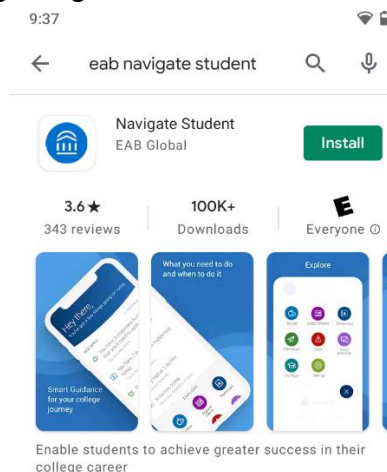 9:37
eab navigate student
Navigate Student
EAB Global
Install
3.6★
343 reviews
100K+
Downloads
E
Everyone
Hey there,
Smart Guidance
for your college
journey
What you need to do
and when to do it
Explore
Enable students to achieve greater success in their
college career